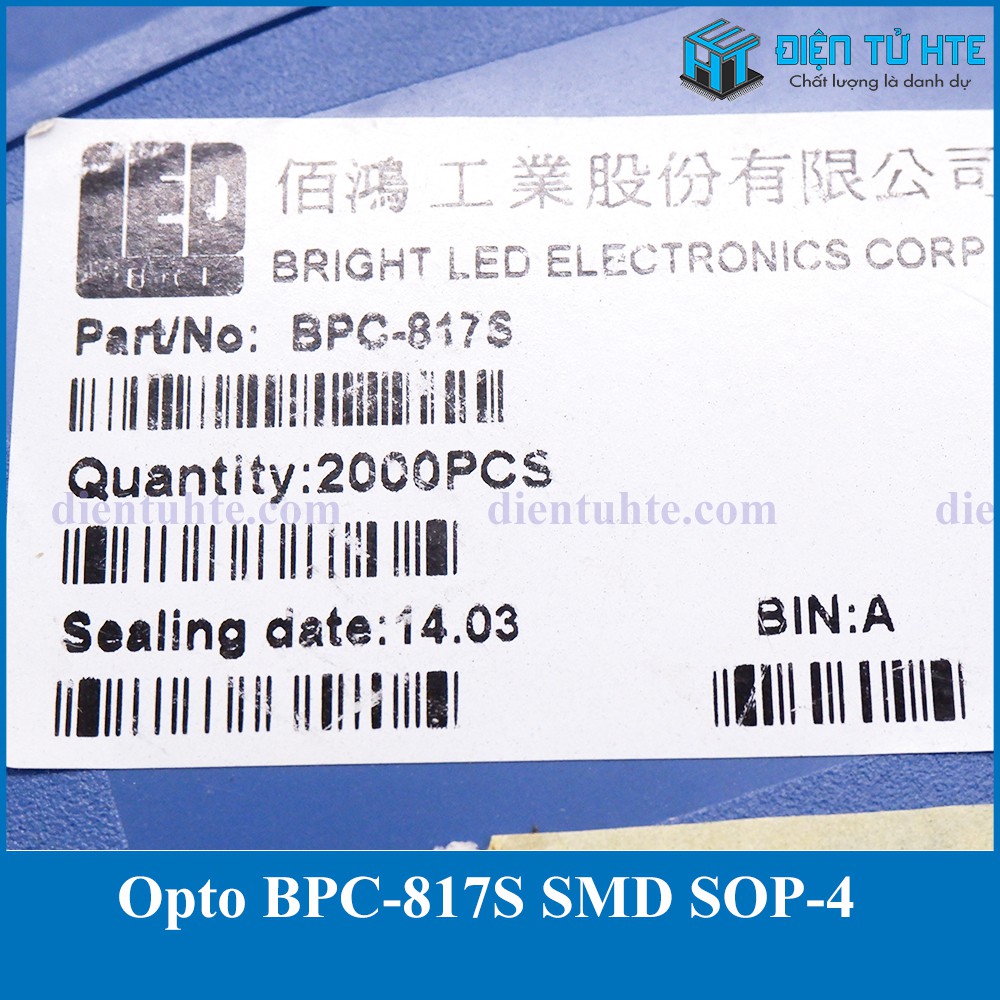 ĐIỆN TỬ HTE
Chất lượng là danh dự
LED
佰鴻工業股份有限公司
BRIGHT LED ELECTRONICS CORP
Part/No: BPC-817S
Quantity:2000PCS
dientuhte.com dientuhte.com die
Sealing date:14.03
BIN:A
Opto BPC-817S SMD SOP-4